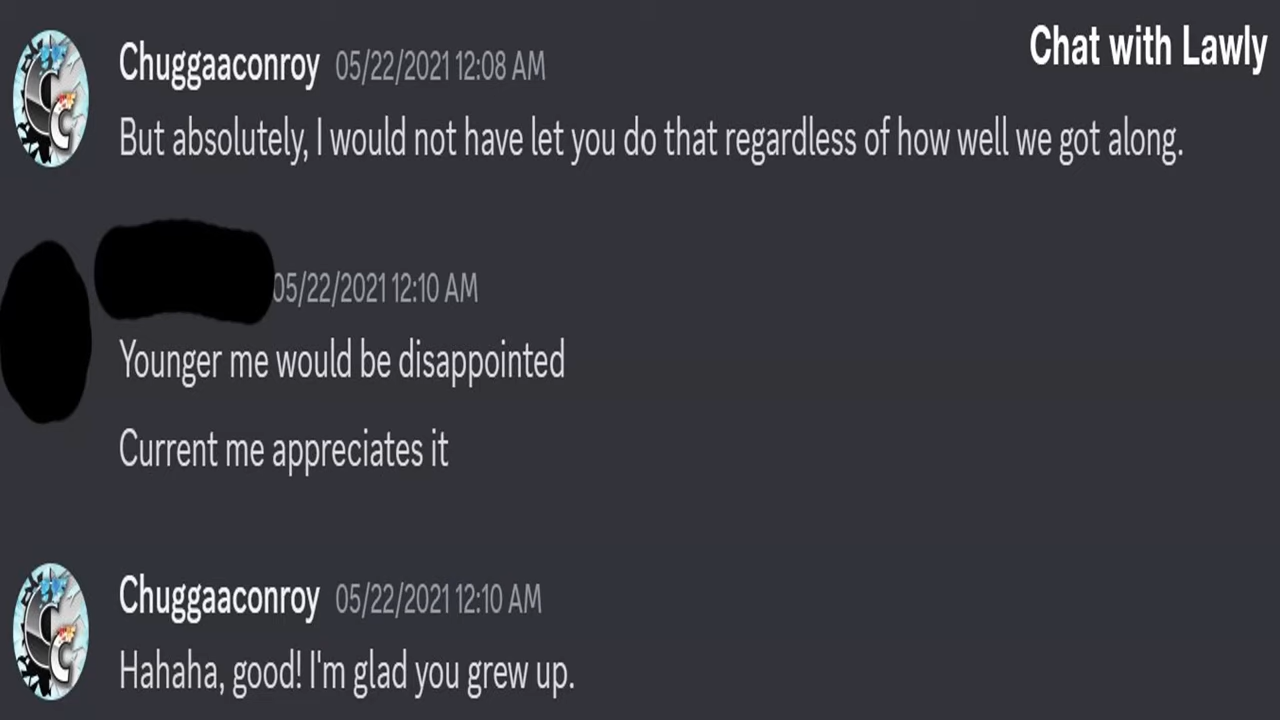 Chat with Lawly
Chuggaaconroy 05/22/2021 12:08 AM
But absolutely, I would not have let you do that regardless of how well we got along.
05/22/2021 12:10 AM
Younger me would be disappointed
Current me appreciates it
Chuggaaconroy 05/22/2021 12:10 AM
Hahaha, good! I'm glad you grew up.